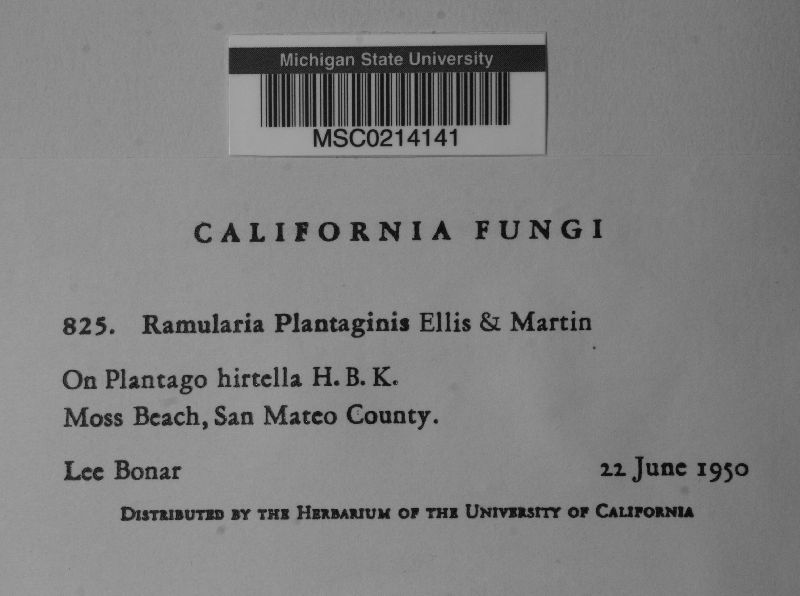 Michigan State University
MSC0214141
CALIFORNIA FUNGI
825. Ramularia Plantaginis Ellis & Martin
On Plantago hirtella H. B. K.
Moss Beach, San Mateo County.
Lee Bonar 22 June 1950
DISTRIBUTED BY THE HERBARIUM OF THE UNIVERSITY OF CALIFORNIA